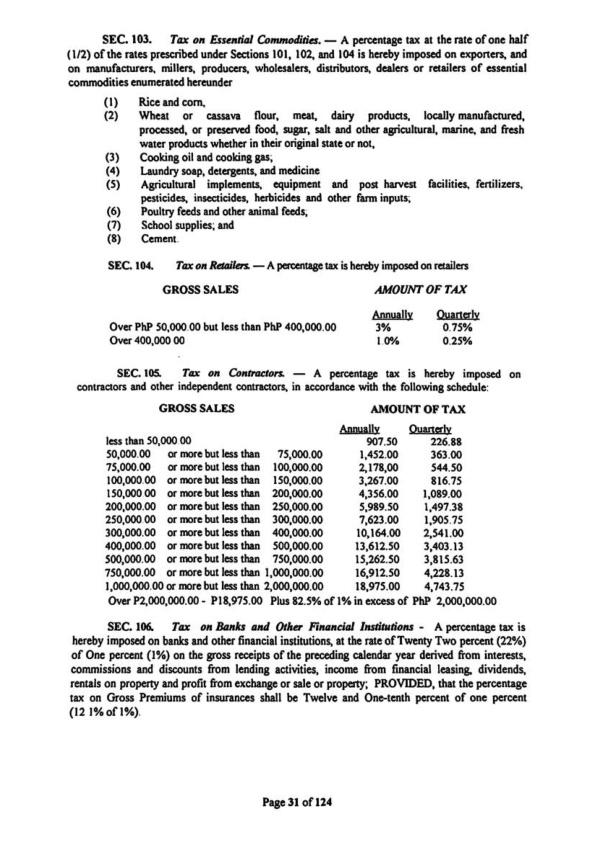 SEC. 103. Tax on Essential Commodities. — A percentage tax at the rate of one half
(1/2) of the rates prescribed under Sections 101, 102, and 104 is hereby imposed on exporters, and
on manufacturers, millers, producers, wholesalers, distributors, dealers or retailers of essential
commodities enumerated hereunder
(1) Rice and corn,
(2) Wheat or cassava flour, meat, dairy products, locally manufactured,
processed, or preserved food, sugar, salt and other agricultural, marine, and fresh
water products whether in their original state or not,
(3) Cooking oil and cooking gas;
(4) Laundry soap, detergents, and medicine
(5) Agricultural implements, equipment and post harvest facilities, fertilizers,
pesticides, insecticides, herbicides and other farm inputs;
(6) Poultry feeds and other animal feeds;
(7) School supplies; and
(8) Cement.
SEC. 104. Tax on Retailers. — A percentage tax is hereby imposed on retailers
GROSS SALES AMOUNT OF TAX
Annually Quarterly
Over PhP 50,000.00 but less than PhP 400,000.00 3% 0.75%
Over 400,000 00 1 0% 0.25%
SEC. 105. Tax on Contractors. — A percentage tax is hereby imposed on
contractors and other independent contractors, in accordance with the following schedule:
GROSS SALES AMOUNT OF TAX
Annually Quarterly
less than 50,000 00 907.50 226.88
50,000.00 or more but less than 75,000.00 1,452.00 363.00
75,000.00 or more but less than 100,000.00 2,178,00 544.50
100,000.00 or more but less than 150,000.00 3,267.00 816.75
150,000 00 or more but less than 200,000.00 4,356.00 1,089.00
200,000.00 or more but less than 250,000.00 5,989.50 1,497.38
250,000 00 or more but less than 300,000.00 7,623.00 1,905.75
300,000.00 or more but less than 400,000.00 10,164.00 2,541.00
400,000.00 or more but less than 500,000.00 13,612.50 3,403.13
500,000.00 or more but less than 750,000.00 15,262.50 3,815.63
750,000.00 or more but less than 1,000,000.00 16,912.50 4,228.13
1,000,000.00 or more but less than 2,000,000.00 18,975.00 4,743.75
Over P2,000,000.00 - P18,975.00 Plus 82.5% of 1% in excess of PhP 2,000,000.00
SEC. 106. Tax on Banks and Other Financial Institutions - A percentage tax is
hereby imposed on banks and other financial institutions, at the rate of Twenty Two percent (22%)
of One percent (1%) on the gross receipts of the preceding calendar year derived from interests,
commissions and discounts from lending activities, income from financial leasing, dividends,
rentals on property and profit from exchange or sale or property; PROVIDED, that the percentage
tax on Gross Premiums of insurances shall be Twelve and One-tenth percent of one percent
(12 1% of 1%).
Page 31 of 124